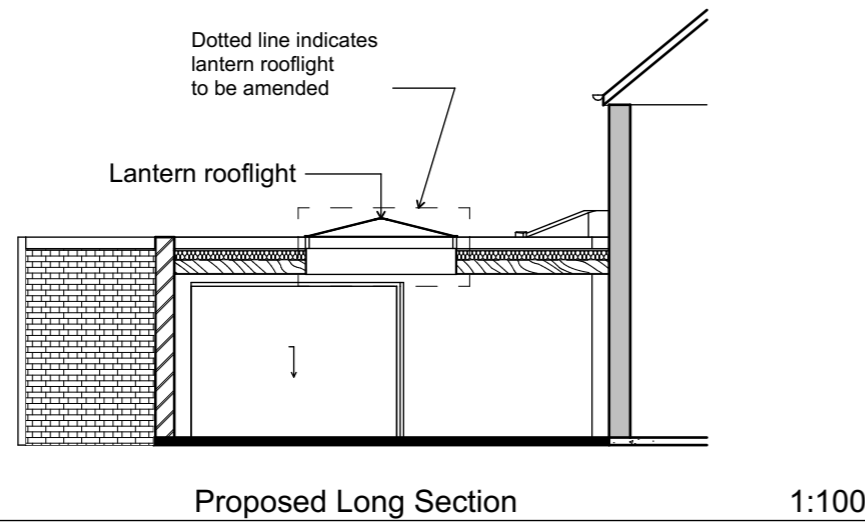 Dotted line indicates
lantern rooflight
to be amended
Lantern rooflight
Proposed Long Section 1:100